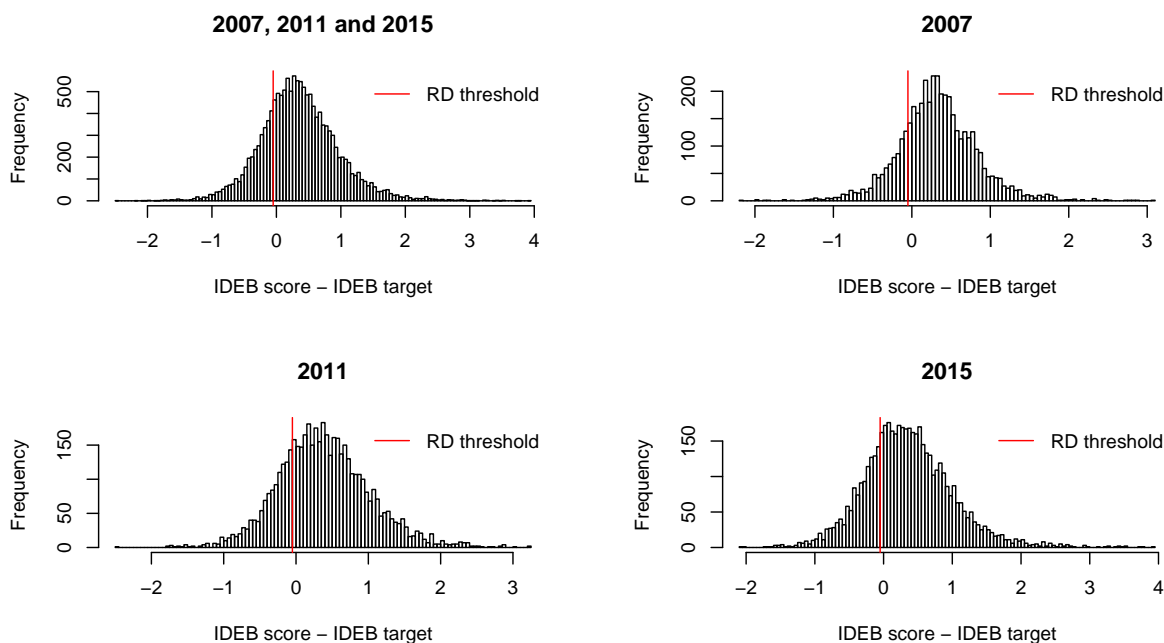 2007, 2011 and 2015
Frequency
0
200
500
RD threshold
−2 −1 0 1 2 3 4
IDEB score − IDEB target
2007
Frequency
0
100
200
RD threshold
−2 −1 0 1 2 3
IDEB score − IDEB target
2011
Frequency
0
50
150
RD threshold
−2 −1 0 1 2 3
IDEB score − IDEB target
2015
Frequency
0
50
150
RD threshold
−2 −1 0 1 2 3 4
IDEB score − IDEB target